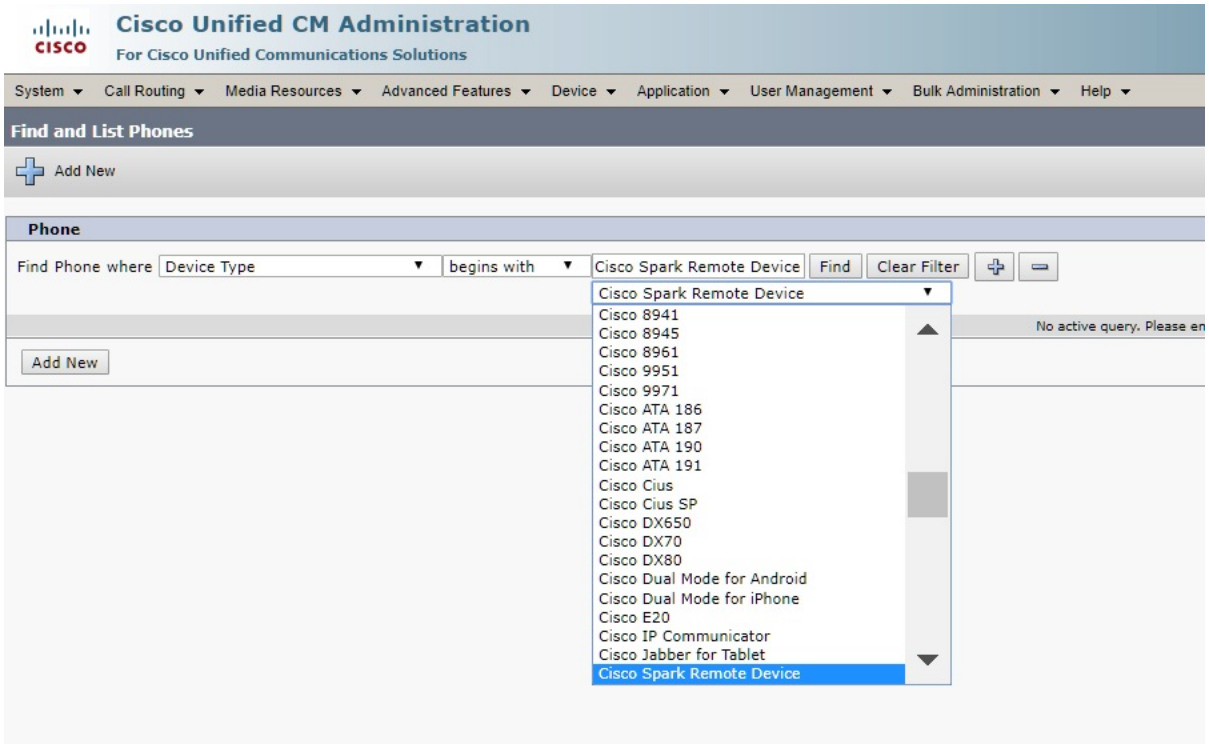 CISCO
Cisco Unified CM Administration
For Cisco Unified Communications Solutions
System Call Routing Media Resources Advanced Features Device Application User Management Bulk Administration Help
Find and List Phones
Add New
Phone
Find Phone where Device Type begins with Cisco Spark Remote Device Find Clear Filter
Cisco Spark Remote Device
No active query. Please en
Add New
Cisco 8941
Cisco 8945
Cisco 8961
Cisco 9951
Cisco 9971
Cisco ATA 186
Cisco ATA 187
Cisco ATA 190
Cisco ATA 191
Cisco Cius
Cisco Cius SP
Cisco DX650
Cisco DX70
Cisco DX80
Cisco Dual Mode for Android
Cisco Dual Mode for iPhone
Cisco E20
Cisco IP Communicator
Cisco Jabber for Tablet
Cisco Spark Remote Device